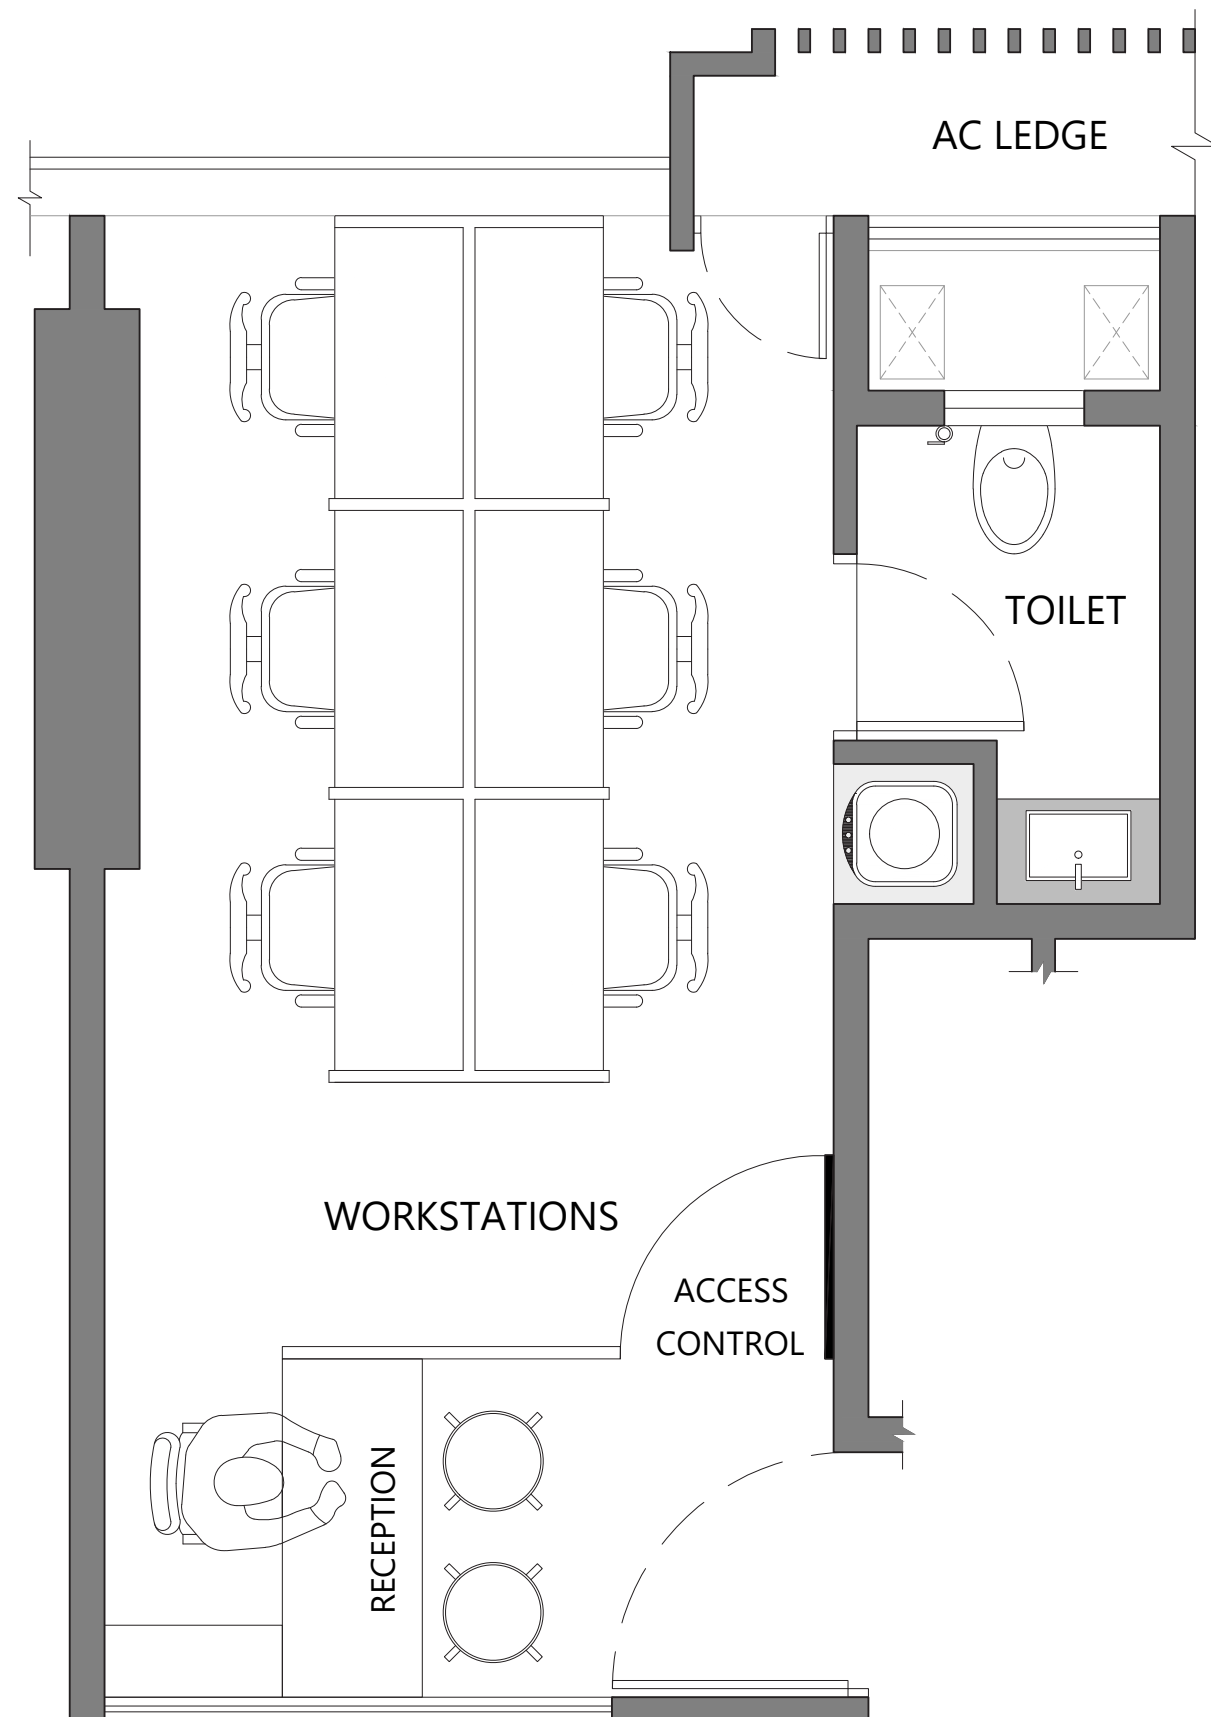 AC LEDGE
TOILET
WORKSTATIONS
ACCESS
CONTROL
RECEPTION